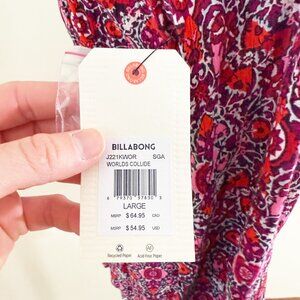 BILLABONG
J221KWOR SGA
WORLDS COLLIDE
LARGE
MSRP $ 64.95 CAD
MSRP $ 54.95 USD
Recycled Paper Acid Free Paper